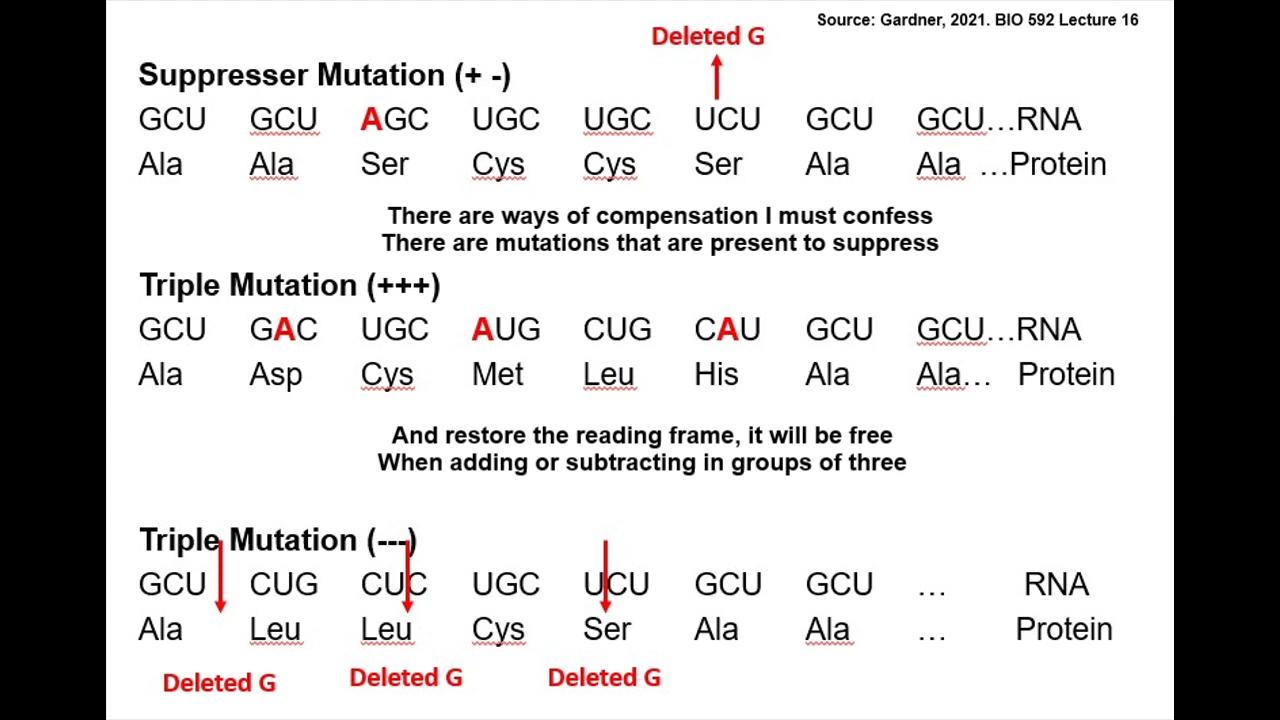 Source: Gardner, 2021. BIO 592 Lecture 16
Deleted G
Suppresser Mutation (+ -)
GCU GCU AGC UGC UGC UCU GCU GCU…RNA
Ala Ala Ser Cys Cys Ser Ala Ala …Protein
There are ways of compensation I must confess
There are mutations that are present to suppress
Triple Mutation (+++)
GCU GAC UGC AUG CUG CAU GCU GCU…RNA
Ala Asp Cys Met Leu His Ala Ala… Protein
And restore the reading frame, it will be free
When adding or subtracting in groups of three
Triple Mutation (---)
GCU CUG CUC UGC UCU GCU GCU … RNA
Ala Leu Leu Cys Ser Ala Ala … Protein
Deleted G Deleted G Deleted G